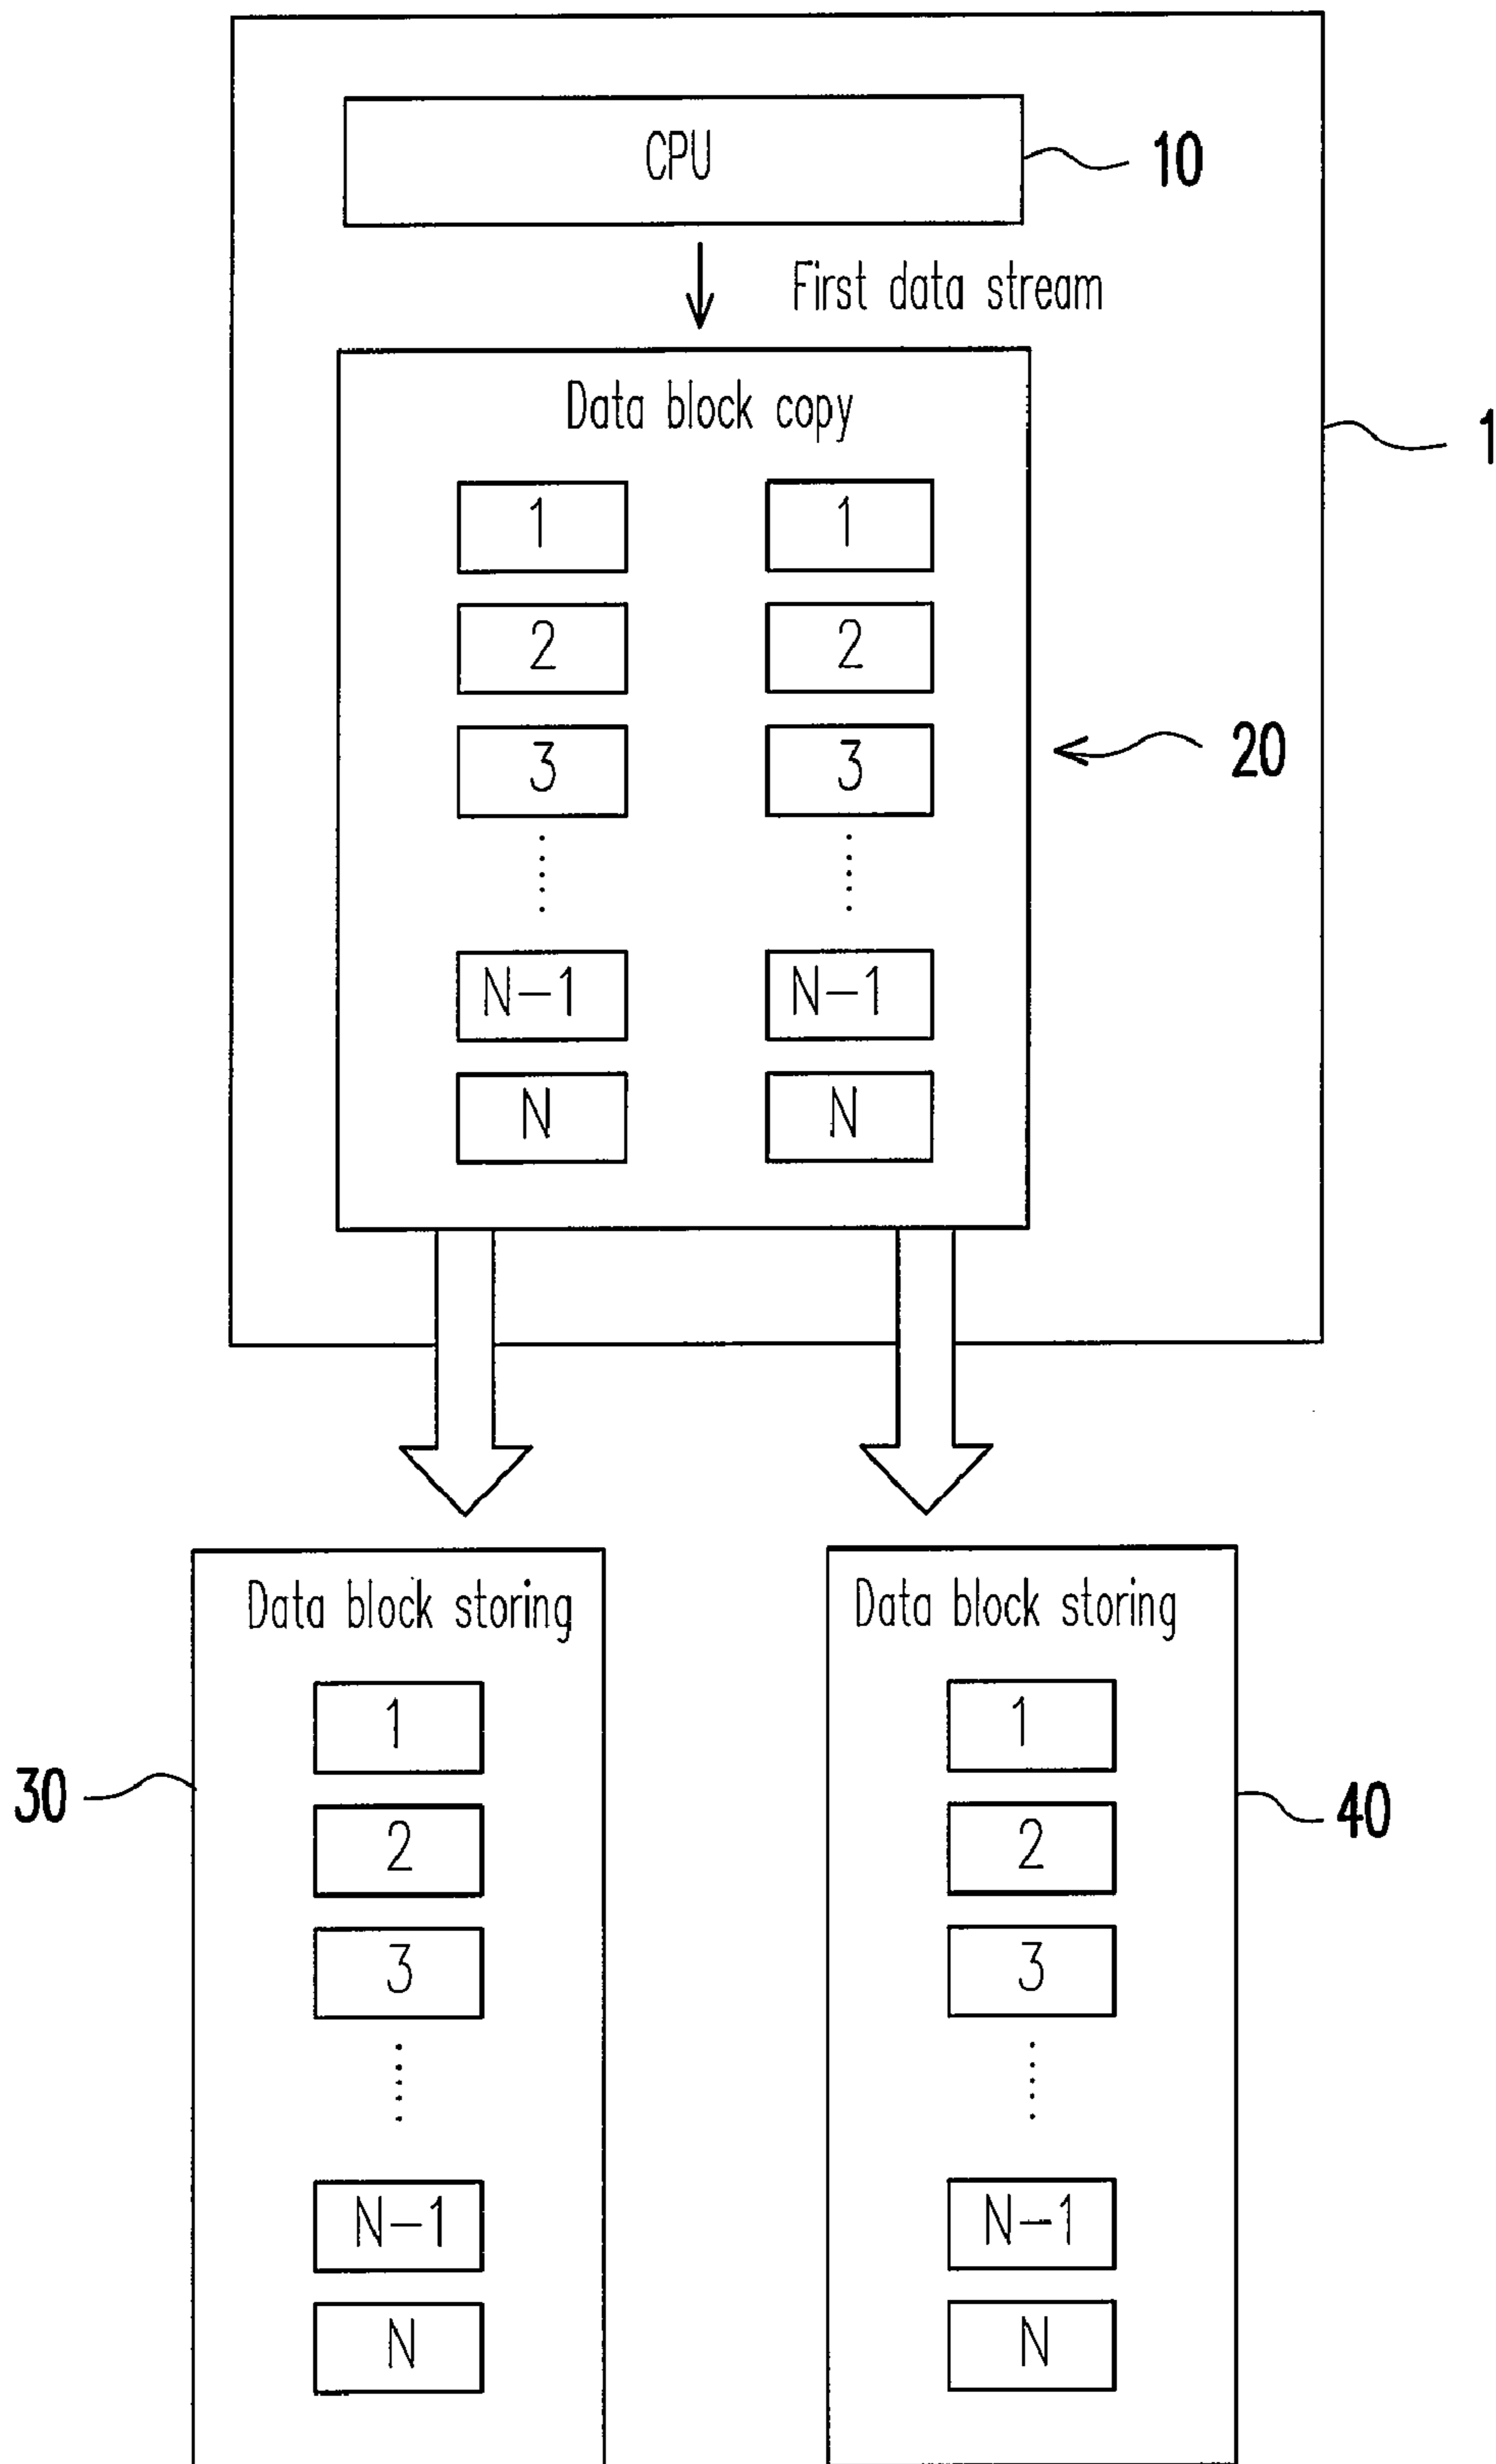 CPU
10
First data stream
1
Data block copy
1 1
2 2
3 3
20
N-1 N-1
N N
Data block storing Data block storing
1 1
2 2
30 40
3 3
N-1 N-1
N N